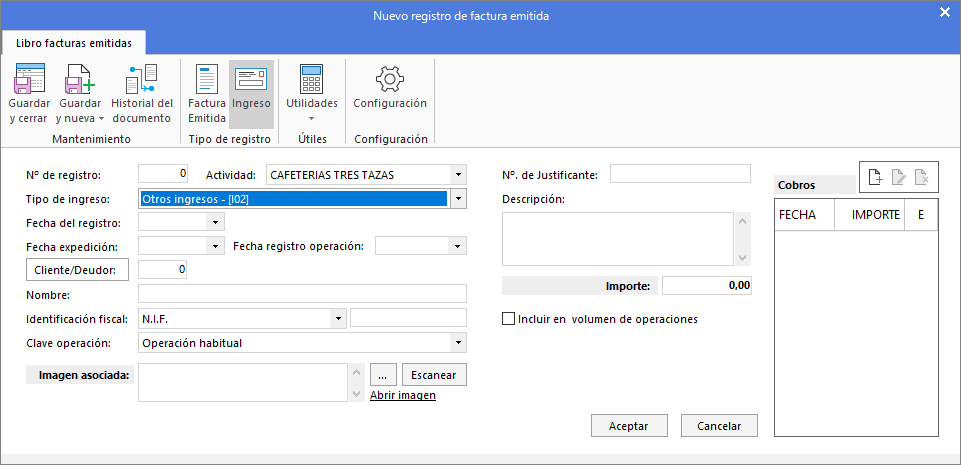 Nuevo registro de factura emitida
Libro facturas emitidas
Guardar y cerrar
Guardar y nueva
Historial del documento
Mantenimiento
Factura Emitida
Ingreso
Tipo de registro
Utilidades
Útiles
Configuración
Configuración
Nº de registro: 0 Actividad: CAFETERIAS TRES TAZAS
Tipo de ingreso: Otros ingresos - [I02]
Fecha del registro:
Fecha expedición: Fecha registro operación:
Cliente/Deudor: 0
Nombre:
Identificación fiscal: N.I.F.
Clave operación: Operación habitual
Imagen asociada: ... Escanear
Abrir imagen
Nº. de Justificante:
Descripción:
Importe: 0,00
Incluir en volumen de operaciones
Cobros
FECHA IMPORTE E
Aceptar Cancelar